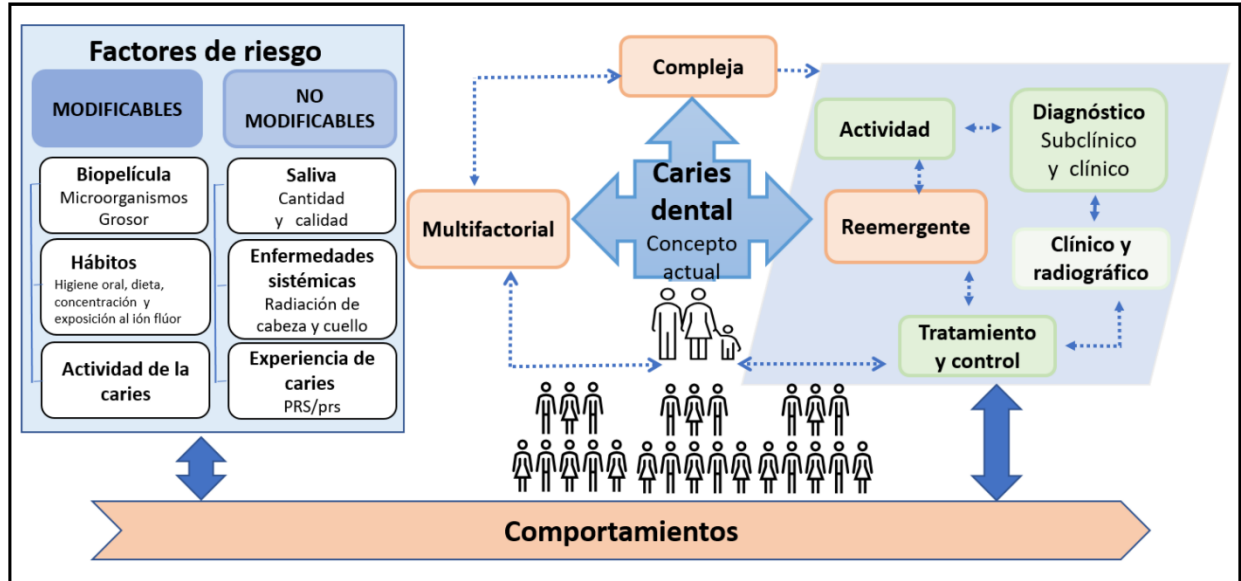 Factores de riesgo
MODIFICABLES
NO
MODIFICABLES
Biopelícula
Microorganismos
Grosor
Saliva
Cantidad
y calidad
Hábitos
Higiene oral, dieta,
concentración y
exposición al ión flúor
Enfermedades
sistémicas
Radiación de
cabeza y cuello
Actividad de la
caries
Experiencia de
caries
PRS/prs
Compleja
Multifactorial
Caries
dental
Concepto
actual
Actividad
Diagnóstico
Subclínico
y clínico
Reemergente
Clínico y
radiográfico
Tratamiento
y control
Comportamientos